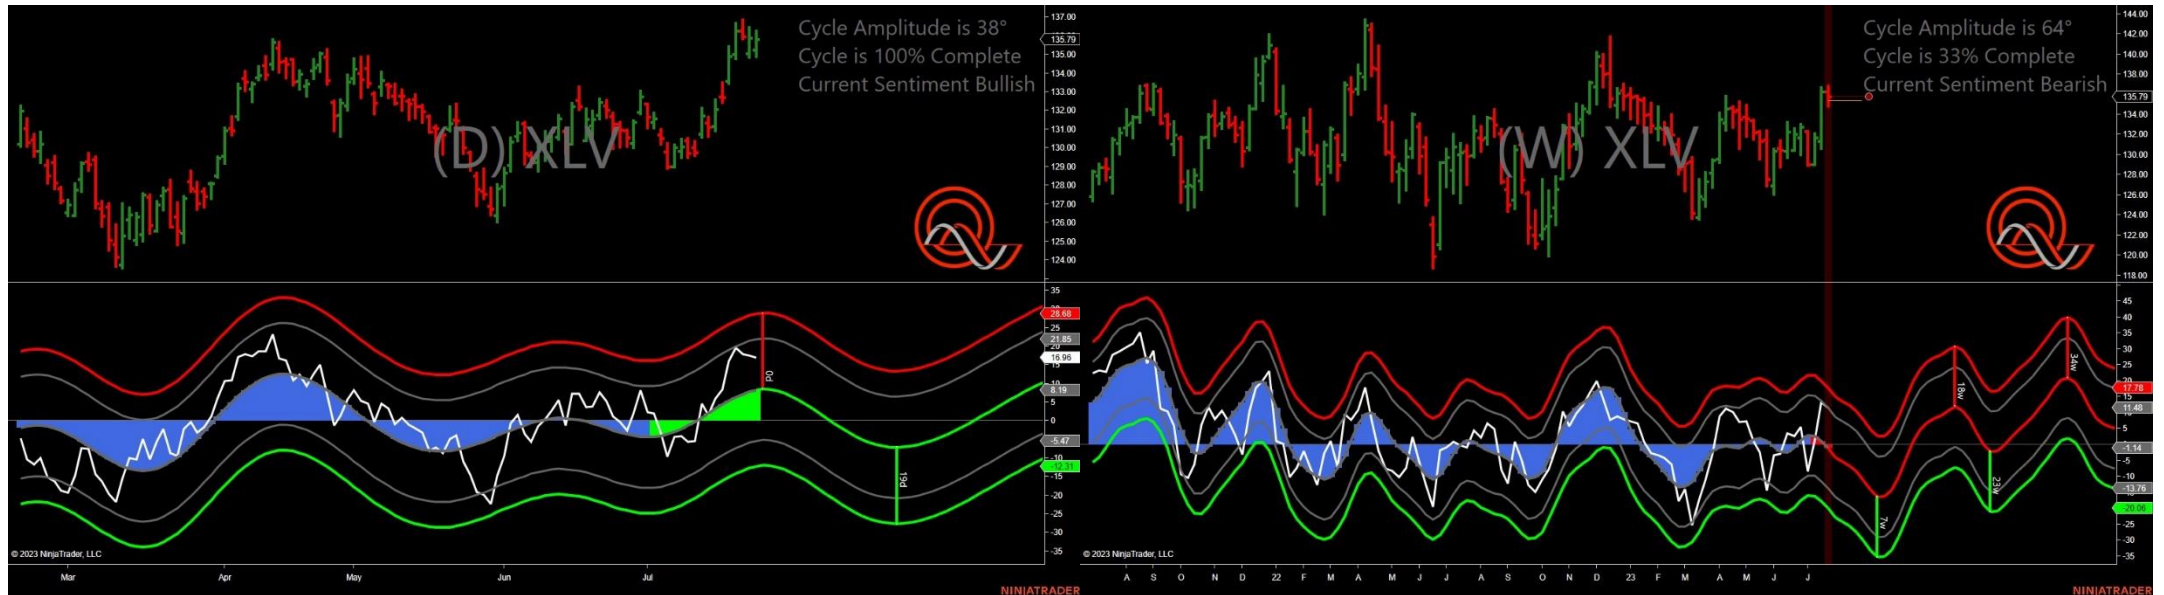 Cycle Amplitude is 38°
Cycle is 100% Complete
Current Sentiment Bullish
(D) XLV
137.00
135.79
135.00
134.00
133.00
132.00
131.00
130.00
129.00
128.00
127.00
126.00
125.00
124.00
35
28.68
25
21.85
20
16.96
10
8.19
5
0
-5.47
-10
-12.31
-15
-20
-25
-30
-35
0d
19d
© 2023 NinjaTrader, LLC
Mar
Apr
May
Jun
Jul
NINJATRADER
Cycle Amplitude is 64°
Cycle is 33% Complete
Current Sentiment Bearish
(W) XLV
144.00
142.00
140.00
138.00
135.79
134.00
132.00
130.00
128.00
126.00
124.00
122.00
120.00
118.00
45
40
35
30
25
20
17.78
11.48
5
-1.14
-5
-10
-13.76
-20.06
-25
-30
-35
7w
18w
23w
34w
© 2023 NinjaTrader, LLC
A S O N D 22 F M A M J J A S O N D 23 F M A M J J
NINJATRADER